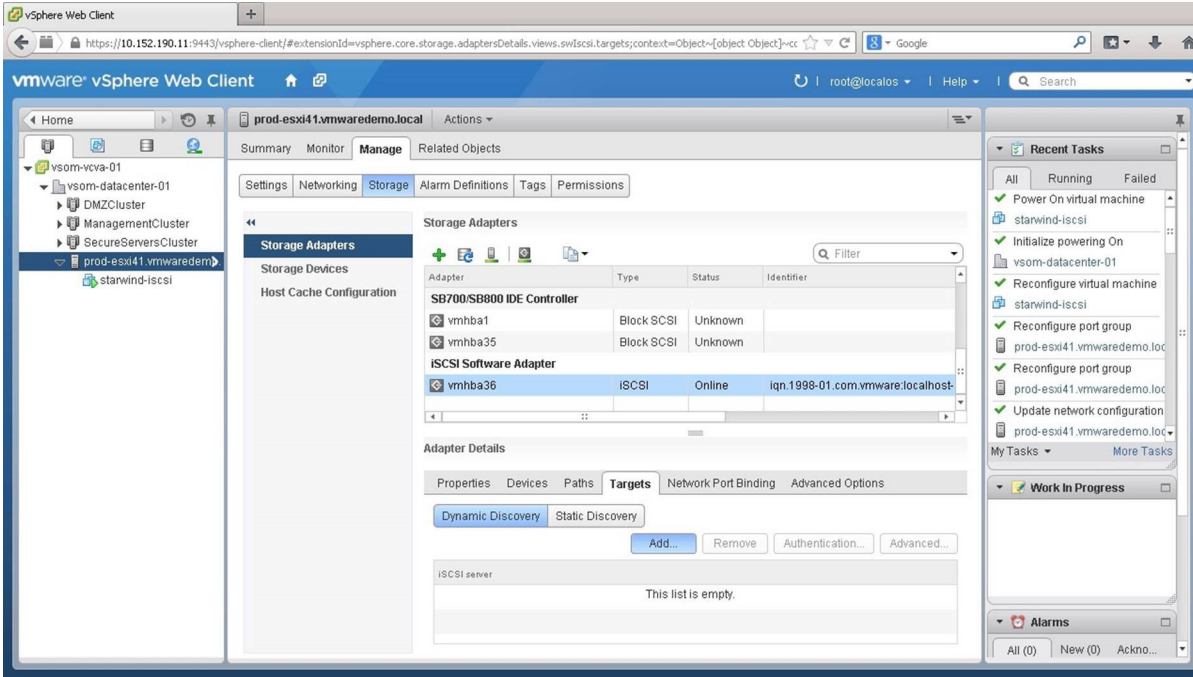 vSphere Web Client
https://10.152.190.11:9443/vsphere-client/#extensionId=vsphere.core.storage.adaptersDetails.views.swIscsi.targets;context=Object~[object Object]~cc
Google
vmware vSphere Web Client
root@localos
Help
Search
Home
vsom-vcva-01
vsom-datacenter-01
DMZCluster
ManagementCluster
SecureServersCluster
prod-esxi41.vmwaredem
starwind-iscsi
prod-esxi41.vmwaredemo.local Actions
Summary Monitor Manage Related Objects
Settings Networking Storage Alarm Definitions Tags Permissions
Storage Adapters
Storage Devices
Host Cache Configuration
Storage Adapters
Filter
Adapter Type Status Identifier
SB700/SB800 IDE Controller
vmhba1 Block SCSI Unknown
vmhba35 Block SCSI Unknown
iSCSI Software Adapter
vmhba36 iSCSI Online iqn.1998-01.com.vmware:localhost-
Adapter Details
Properties Devices Paths Targets Network Port Binding Advanced Options
Dynamic Discovery Static Discovery
Add... Remove Authentication... Advanced...
iSCSI server
This list is empty.
Recent Tasks
All Running Failed
Power On virtual machine
starwind-iscsi
Initialize powering On
vsom-datacenter-01
Reconfigure virtual machine
starwind-iscsi
Reconfigure port group
prod-esxi41.vmwaredemo.loc
Reconfigure port group
prod-esxi41.vmwaredemo.loc
Update network configuration
prod-esxi41.vmwaredemo.loc
My Tasks More Tasks
Work In Progress
Alarms
All (0) New (0) Ackno...